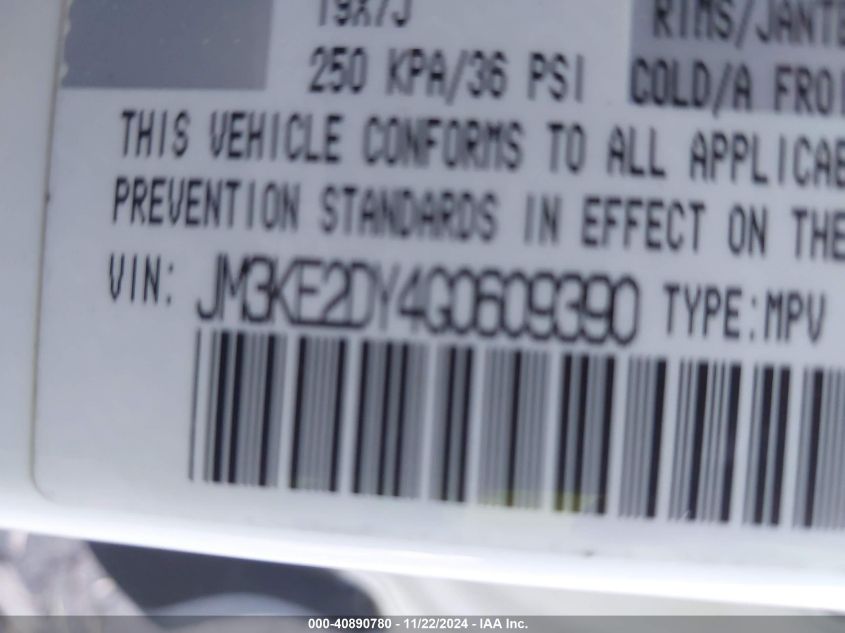 19X7J
RIMS/JANTE
250 KPA/36 PSI
COLD/A FROI
THIS VEHICLE CONFORMS TO ALL APPLICAB
PREVENTION STANDARDS IN EFFECT ON THE
VIN: JM3KE2DY4G0609390 TYPE:MPV
000-40890780 - 11/22/2024 - IAA Inc.